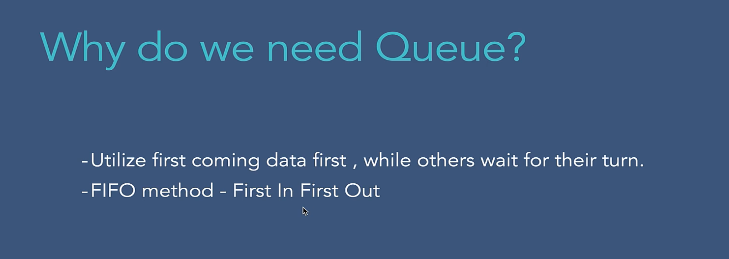 Why do we need Queue?
-Utilize first coming data first , while others wait for their turn.
-FIFO method - First In First Out